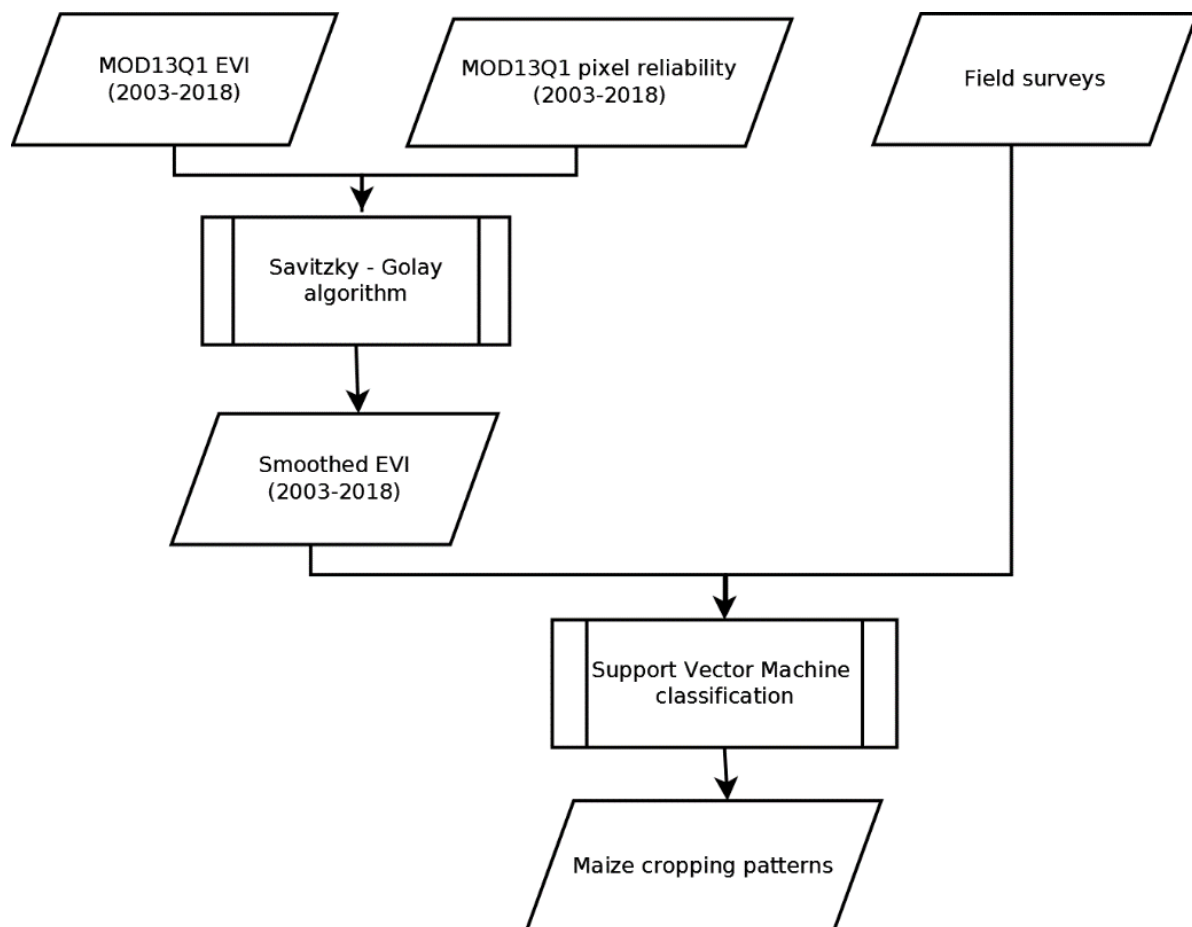 MOD13Q1 EVI
(2003-2018)
MOD13Q1 pixel reliability
(2003-2018)
Field surveys
Savitzky - Golay
algorithm
Smoothed EVI
(2003-2018)
Support Vector Machine
classification
Maize cropping patterns